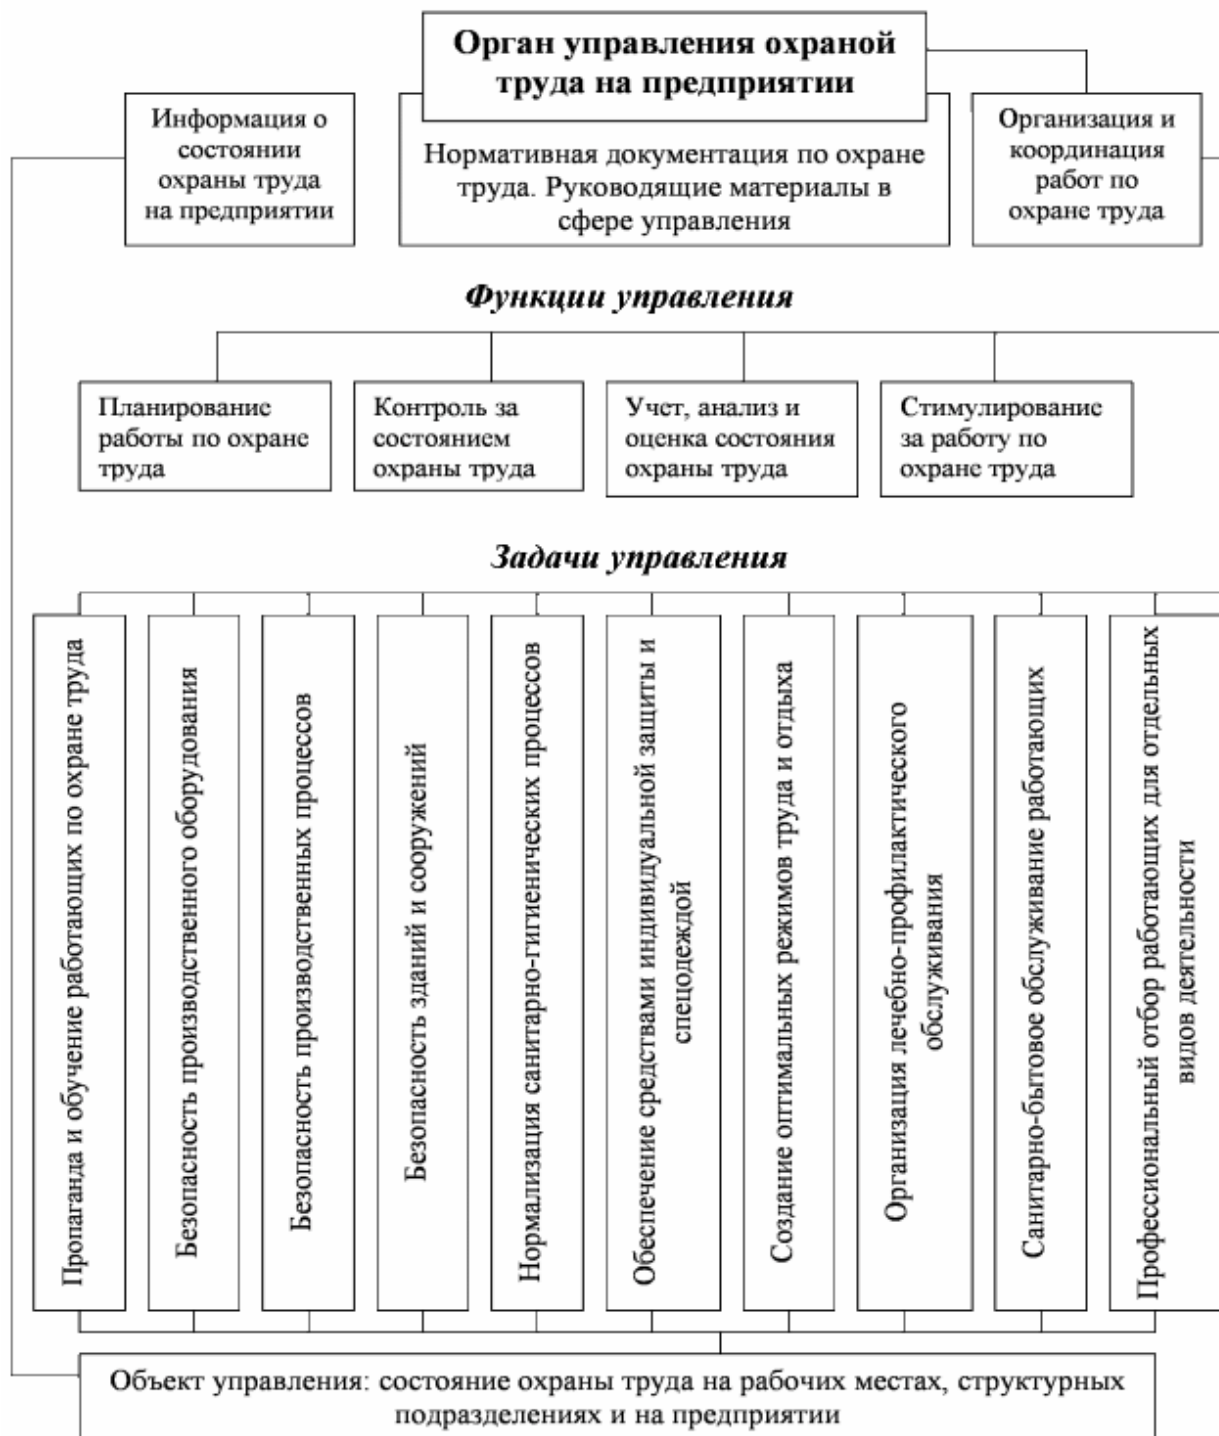 Орган управления охраной
труда на предприятии
Информация о
состоянии
охраны труда
на предприятии
Нормативная документация по охране
труда. Руководящие материалы в
сфере управления
Организация и
координация
работ по
охране труда
Функции управления
Планирование
работы по охране
труда
Контроль за
состоянием
охраны труда
Учет, анализ и
оценка состояния
охраны труда
Стимулирование
за работу по
охране труда
Задачи управления
Пропаганда и обучение работающих по охране труда
Безопасность производственного оборудования
Безопасность производственных процессов
Безопасность зданий и сооружений
Нормализация санитарно-гигиенических процессов
Обеспечение средствами индивидуальной защиты и
спецодеждой
Создание оптимальных режимов труда и отдыха
Организация лечебно-профилактического
обслуживания
Санитарно-бытовое обслуживание работающих
Профессиональный отбор работающих для отдельных
видов деятельности
Объект управления: состояние охраны труда на рабочих местах, структурных
подразделениях и на предприятии